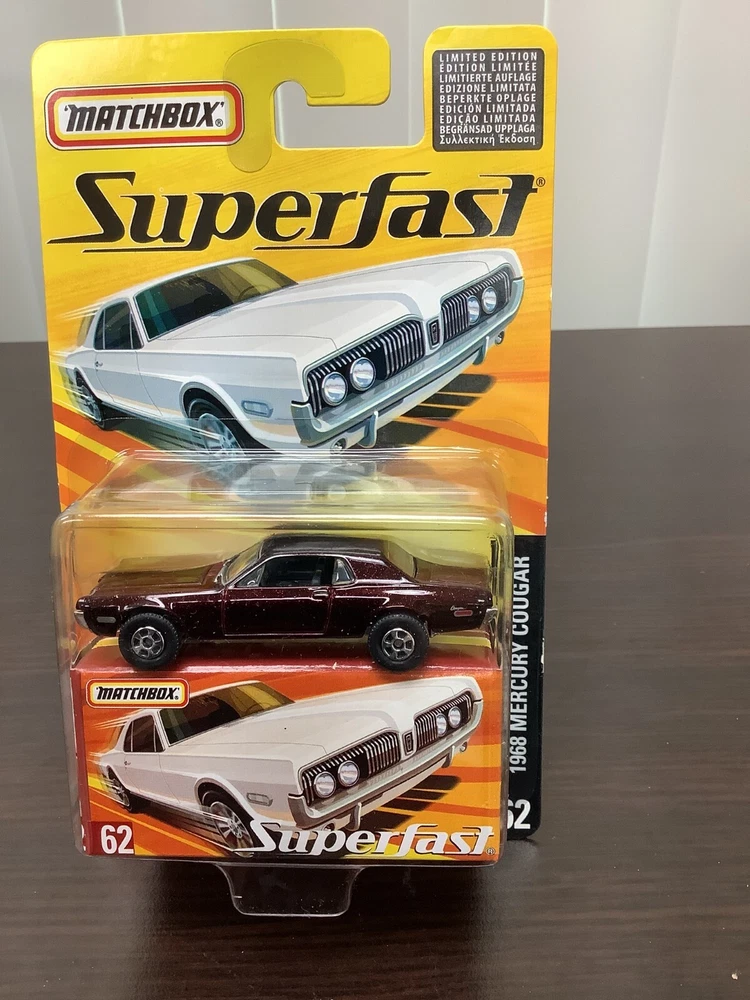 'MATCHBOX'®
LIMITED EDITION
ÉDITION LIMITÉE
LIMITIERTE AUFLAGE
EDIZIONE LIMITATA
BEPERKTE OPLAGE
EDICIÓN LIMITADA
EDIÇÃO LIMITADA
BEGRÄNSAD UPPLAGA
Συλλεκτική Έκδοση
Superfast®
1968 MERCURY COUGAR
62
'MATCHBOX'®
62
Superfast®